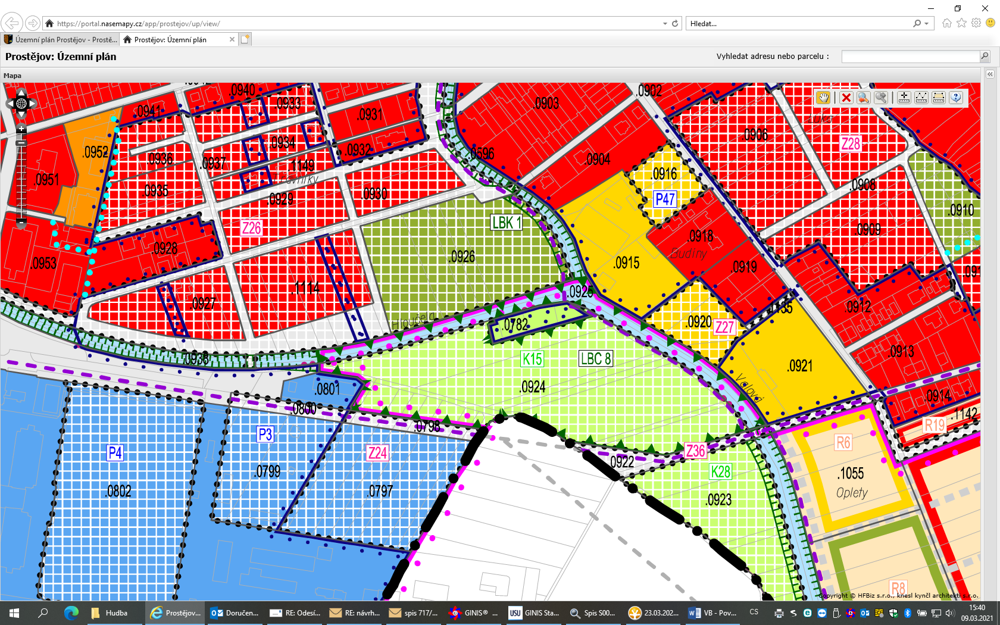 https://portal.nasemapy.cz/app/prostejov/up/view/
Hledat...
Územní plán Prostějov - Prostě...
Prostějov: Územní plán
Prostějov: Územní plán
Vyhledat adresu nebo parcelu :
Mapa
.0940
.0933
.0941
.0931
.0903
.0902
.0906
Z28
.0952
.0934
.0932
.0596
.0904
.0936
.0937
.1149
Trávníky
.0916
.0951
.0935
.0929
.0930
P47
.0908
.0910
LBK 1
Z26
.0909
.0928
.0918
Budiny
.0926
.0915
.0953
.0919
.1114
.0925
.0927
.0912
.1135
Hloučela
.0782
.0920
Z27
.0938
K15
LBC 8
.0913
.0921
.0924
Valovci
.0801
.0914
.0800
.1142
.0798
R19
P3
R6
P4
Z24
Z36
.0922
K28
.0799
.1055
.0802
.0797
Oplety
.0923
R8
Copyright © HFBiz s.r.o., knesl kynčl architekti s.r.o.
Hudba
Prostějov...
Doručen...
RE: Odesí...
RE: návrh...
spis 717/...
GINIS® ...
USU
GINIS Sta...
Spis S00...
23.03.202...
VB - Pov...
CS
15:40
09.03.2021